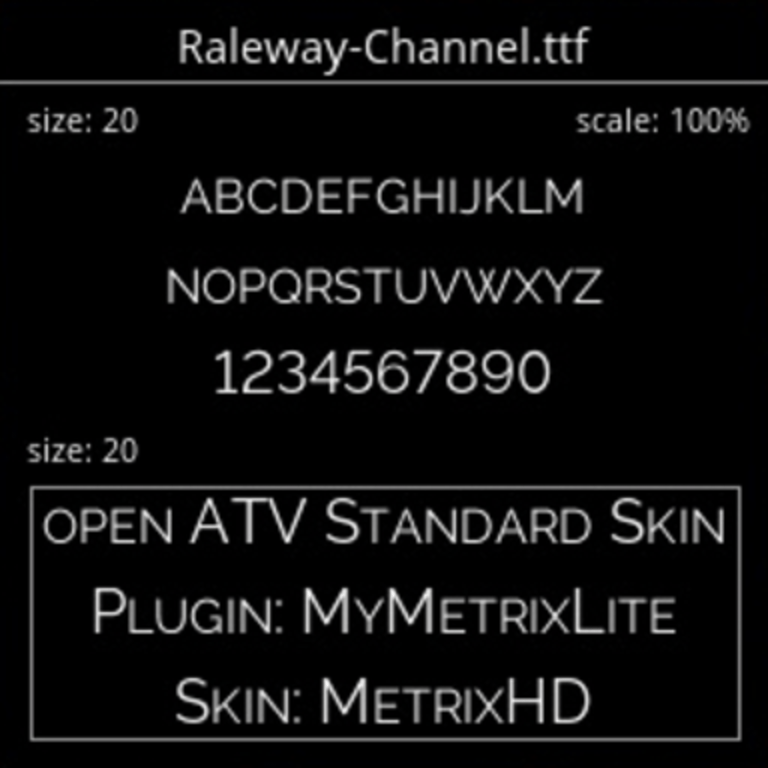 Raleway-Channel.ttf
size: 20 scale: 100%
ABCDEFGHIJKLM
NOPQRSTUVWXYZ
1234567890
size: 20
open ATV Standard Skin
Plugin: MyMetrixLite
Skin: MetrixHD